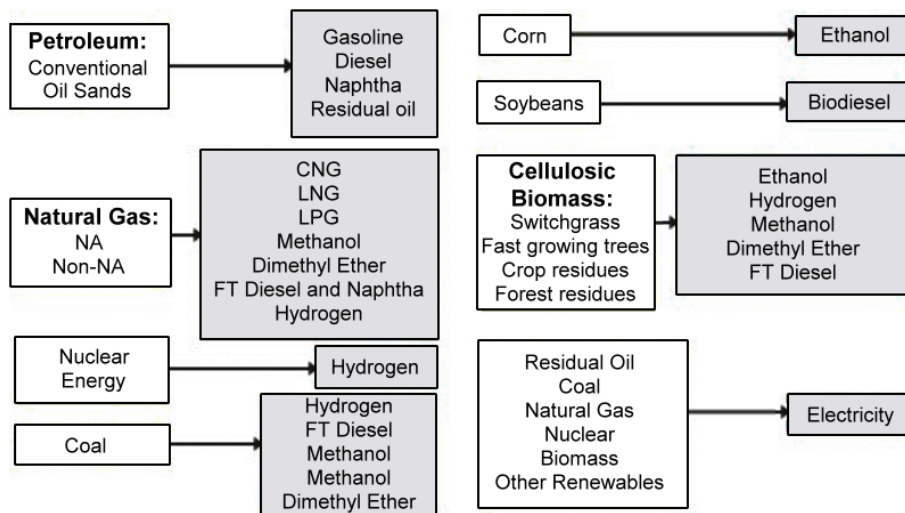 Petroleum:
Conventional
Oil Sands
Gasoline
Diesel
Naphtha
Residual oil
Natural Gas:
NA
Non-NA
CNG
LNG
LPG
Methanol
Dimethyl Ether
FT Diesel and Naphtha
Hydrogen
Nuclear
Energy
Hydrogen
Coal
Hydrogen
FT Diesel
Methanol
Methanol
Dimethyl Ether
Corn
Ethanol
Soybeans
Biodiesel
Cellulosic
Biomass:
Switchgrass
Fast growing trees
Crop residues
Forest residues
Ethanol
Hydrogen
Methanol
Dimethyl Ether
FT Diesel
Residual Oil
Coal
Natural Gas
Nuclear
Biomass
Other Renewables
Electricity